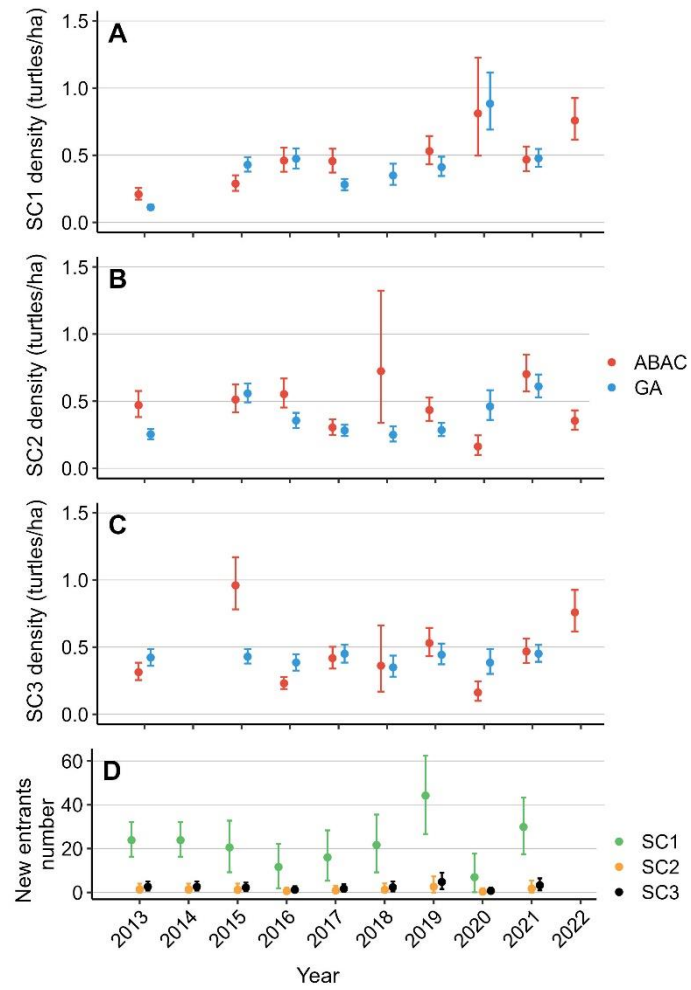 A
SC1 density (turtles/ha)
1.5
1.0
0.5
0.0
B
SC2 density (turtles/ha)
1.5
1.0
0.5
0.0
ABAC
GA
C
SC3 density (turtles/ha)
1.5
1.0
0.5
0.0
D
New entrants
number
60
40
20
0
SC1
SC2
SC3
2013
2014
2015
2016
2017
2018
2019
2020
2021
2022
Year